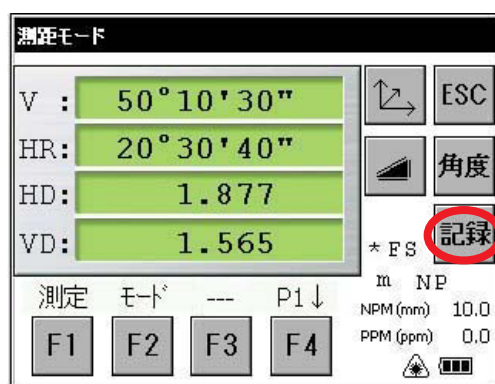 測距モード
V : 50°10'30" ESC
HR: 20°30'40" 角度
HD: 1.877
VD: 1.565 *FS 記録
m NP
測定 モード --- P1↓ NPM (mm) 10.0
F1 F2 F3 F4 PPM (ppm) 0.0